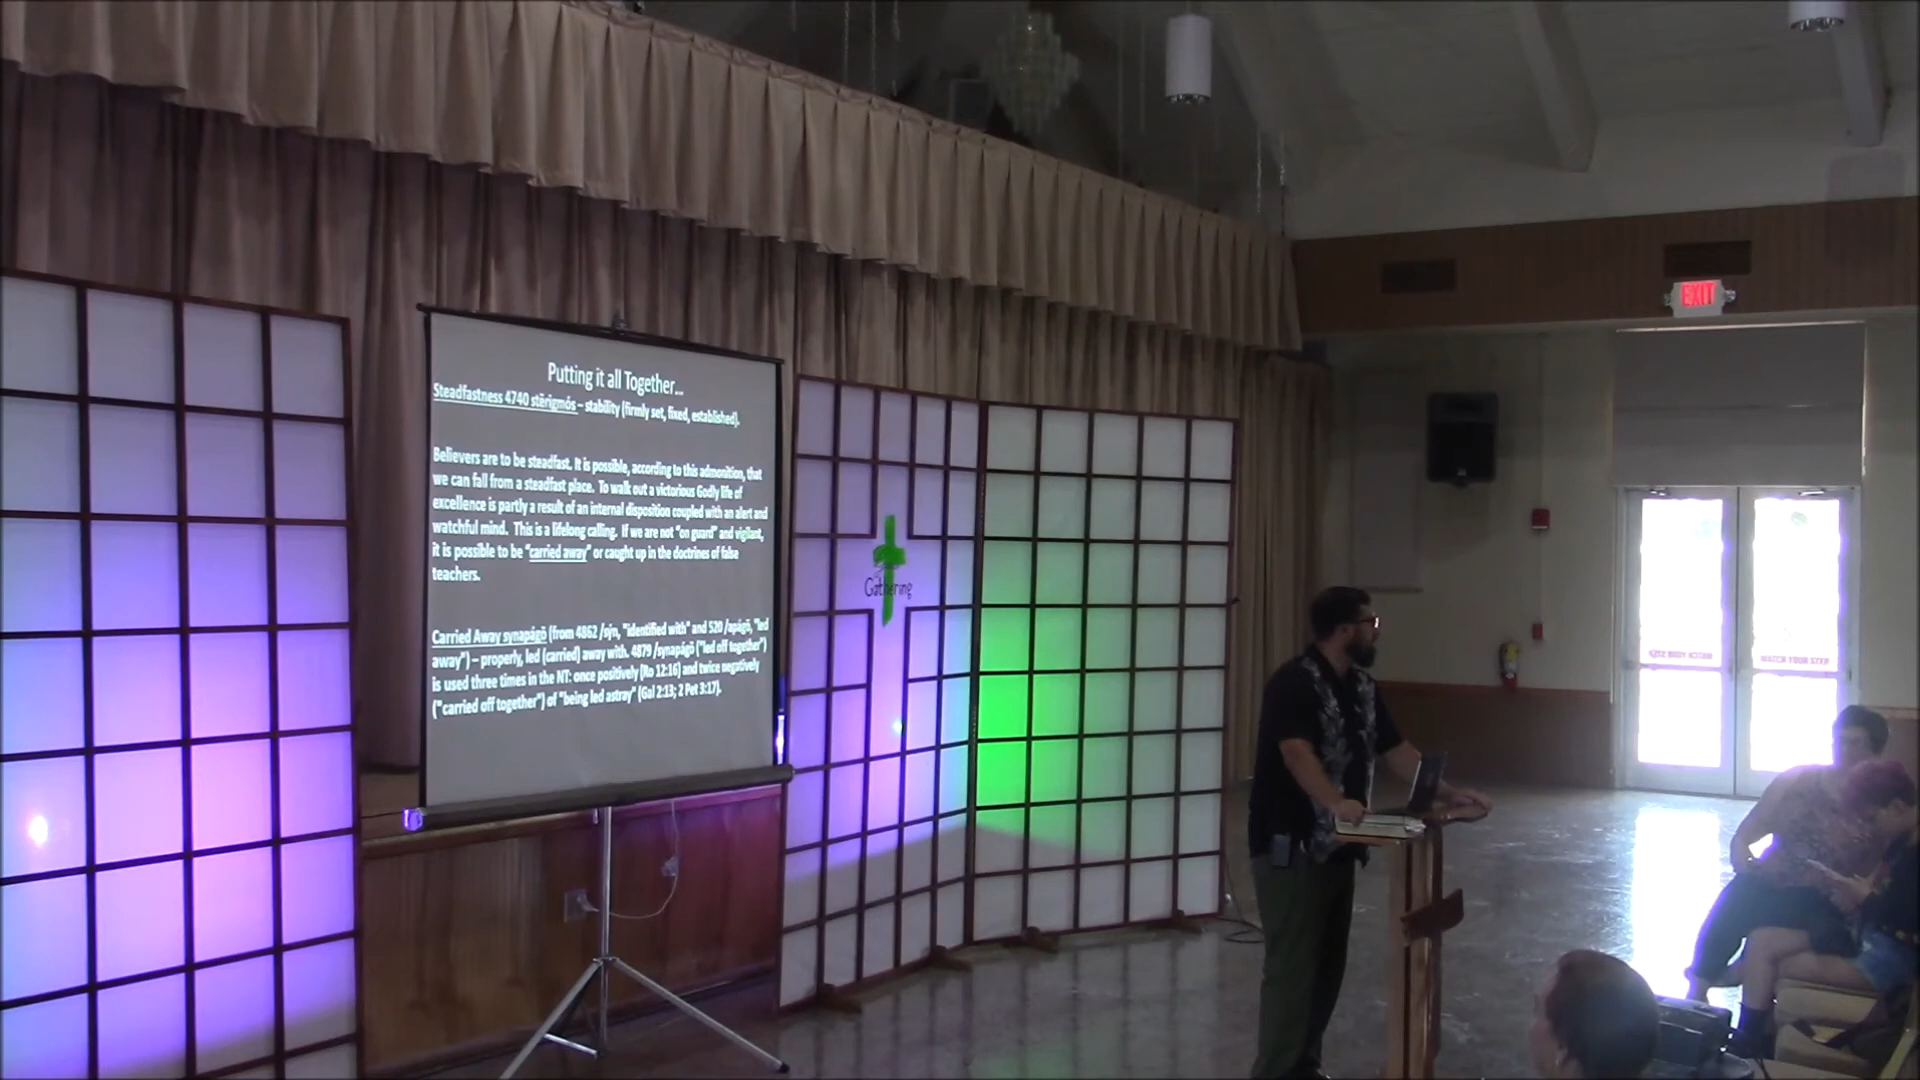 Putting it all Together...
Steadfastness 4740 stērigmós – stability (firmly set, fixed, established).
Believers are to be steadfast. It is possible, according to this admonition, that
we can fall from a steadfast place. To walk out a victorious Godly life of
excellence is partly a result of an internal disposition coupled with an alert and
watchful mind. This is a lifelong calling. If we are not "on guard" and vigilant,
it is possible to be "carried away" or caught up in the doctrines of false
teachers.
Carried Away synapágō (from 4862 /sýn, "identified with" and 520 /apágō, "led
away") – properly, led (carried) away with. 4879 /synapágō ("led off together")
is used three times in the NT: once positively (Ro 12:16) and twice negatively
("carried off together") of "being led astray" (Gal 2:13; 2 Pet 3:17).
Gathering
EXIT
WATCH YOUR STEP